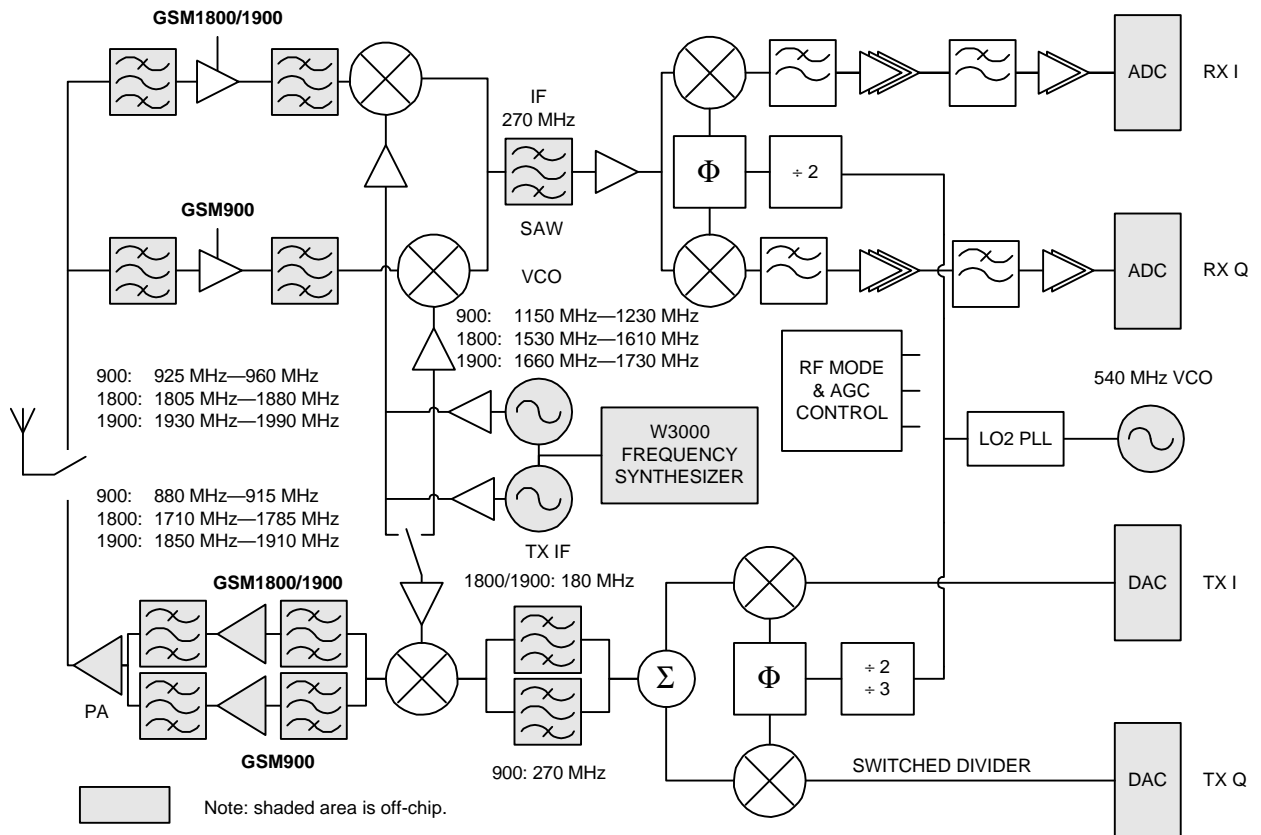 GSM1800/1900
IF
270 MHz
SAW
Φ
÷ 2
ADC
RX I
GSM900
VCO
900: 1150 MHz—1230 MHz
1800: 1530 MHz—1610 MHz
1900: 1660 MHz—1730 MHz
ADC
RX Q
900: 925 MHz—960 MHz
1800: 1805 MHz—1880 MHz
1900: 1930 MHz—1990 MHz
RF MODE
& AGC
CONTROL
540 MHz VCO
W3000
FREQUENCY
SYNTHESIZER
LO2 PLL
900: 880 MHz—915 MHz
1800: 1710 MHz—1785 MHz
1900: 1850 MHz—1910 MHz
TX IF
1800/1900: 180 MHz
GSM1800/1900
DAC
TX I
Σ
Φ
÷ 2
÷ 3
PA
GSM900
900: 270 MHz
SWITCHED DIVIDER
DAC
TX Q
Note: shaded area is off-chip.